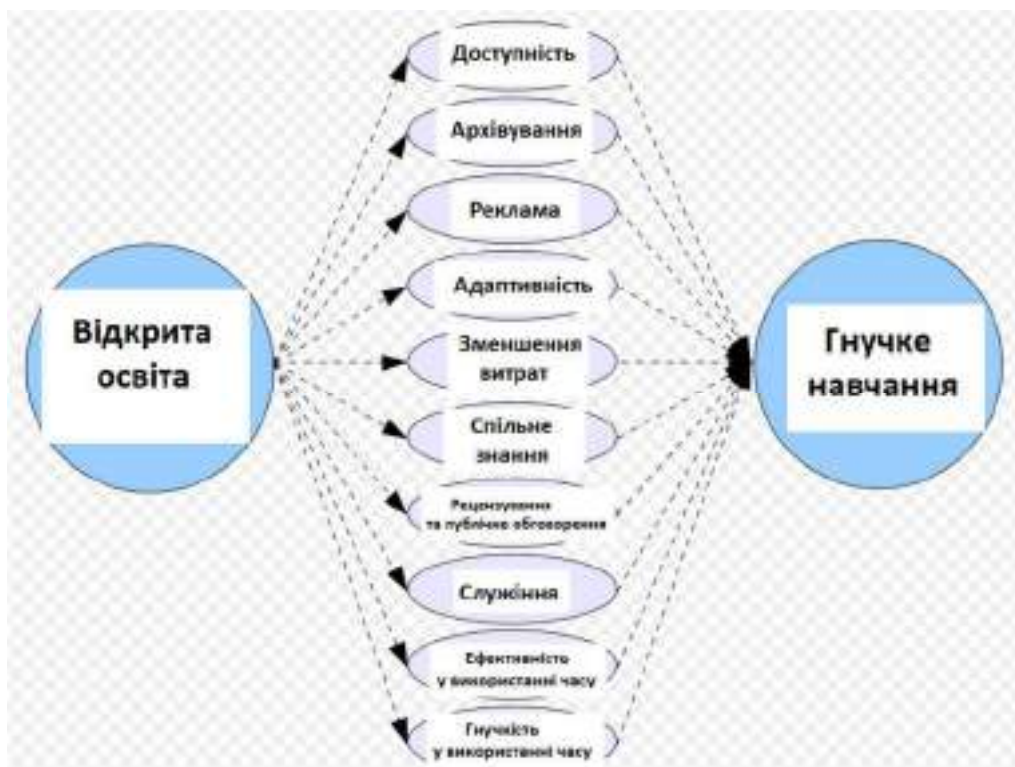 Доступність
Архівування
Реклама
Адаптивність
Зменшення
витрат
Спільне
знання
Рецензування
та публічне обговорення
Служіння
Ефективність
у використанні часу
Гнучкість
у використанні часу
Відкрита
освіта
Гнучке
навчання